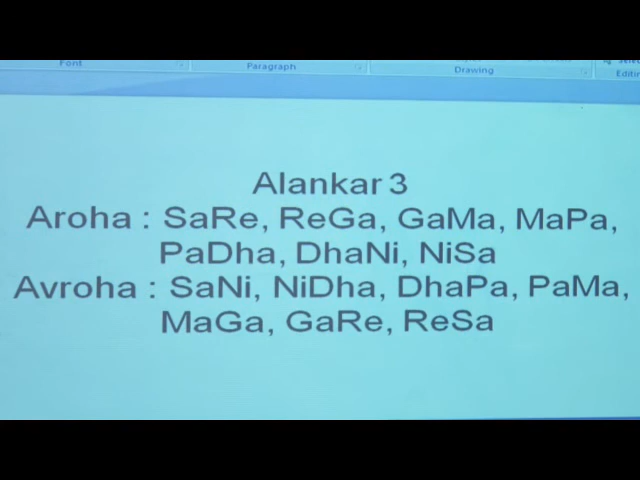 Font
Paragraph
Drawing
Editin
Alankar 3
Aroha : SaRe, ReGa, GaMa, MaPa,
PaDha, DhaNi, NiSa
Avroha : SaNi, NiDha, DhaPa, PaMa,
MaGa, GaRe, ReSa